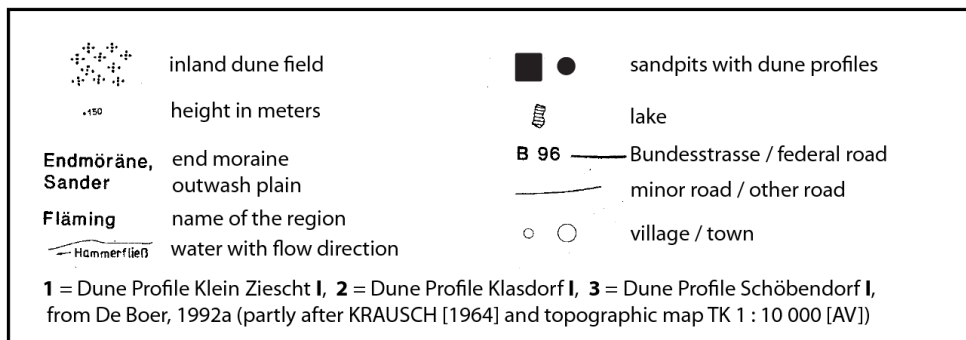 inland dune field
.150 height in meters
Endmöräne, end moraine
Sander outwash plain
Fläming name of the region
Hammerfließ water with flow direction
sandpits with dune profiles
lake
B 96 Bundesstrasse / federal road
minor road / other road
village / town
1 = Dune Profile Klein Ziescht I, 2 = Dune Profile Klasdorf I, 3 = Dune Profile Schöbendorf I,
from De Boer, 1992a (partly after KRAUSCH [1964] and topographic map TK 1 : 10 000 [AV])